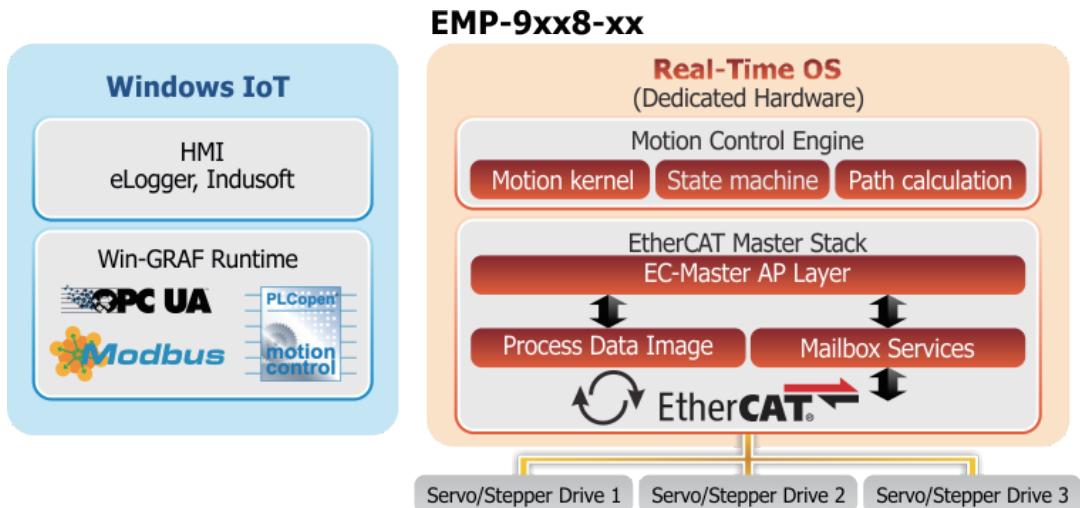 EMP-9xx8-xx
Windows IoT
HMI
eLogger, Indusoft
Win-GRAF Runtime
OPC UA
Modbus
PLCopen®
motion
control
Real-Time OS
(Dedicated Hardware)
Motion Control Engine
Motion kernel
State machine
Path calculation
EtherCAT Master Stack
EC-Master AP Layer
Process Data Image
Mailbox Services
EtherCAT®
Servo/Stepper Drive 1
Servo/Stepper Drive 2
Servo/Stepper Drive 3